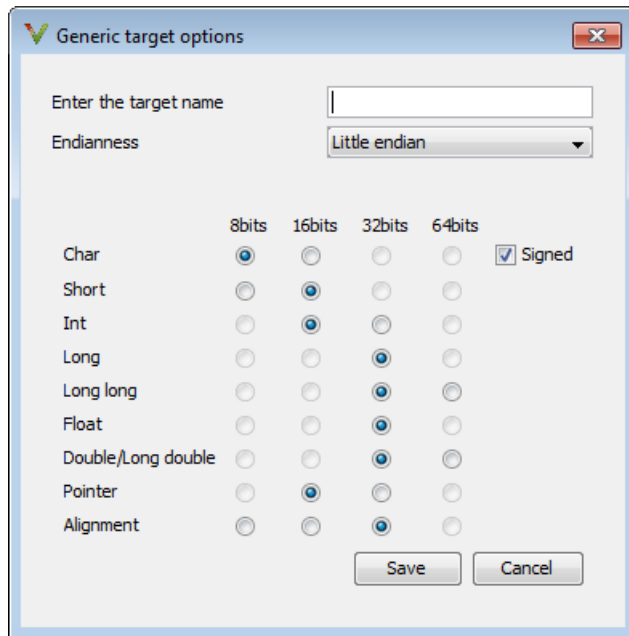 Generic target options
Enter the target name
Endianness Little endian
8bits 16bits 32bits 64bits
Char Signed
Short
Int
Long
Long long
Float
Double/Long double
Pointer
Alignment
Save Cancel